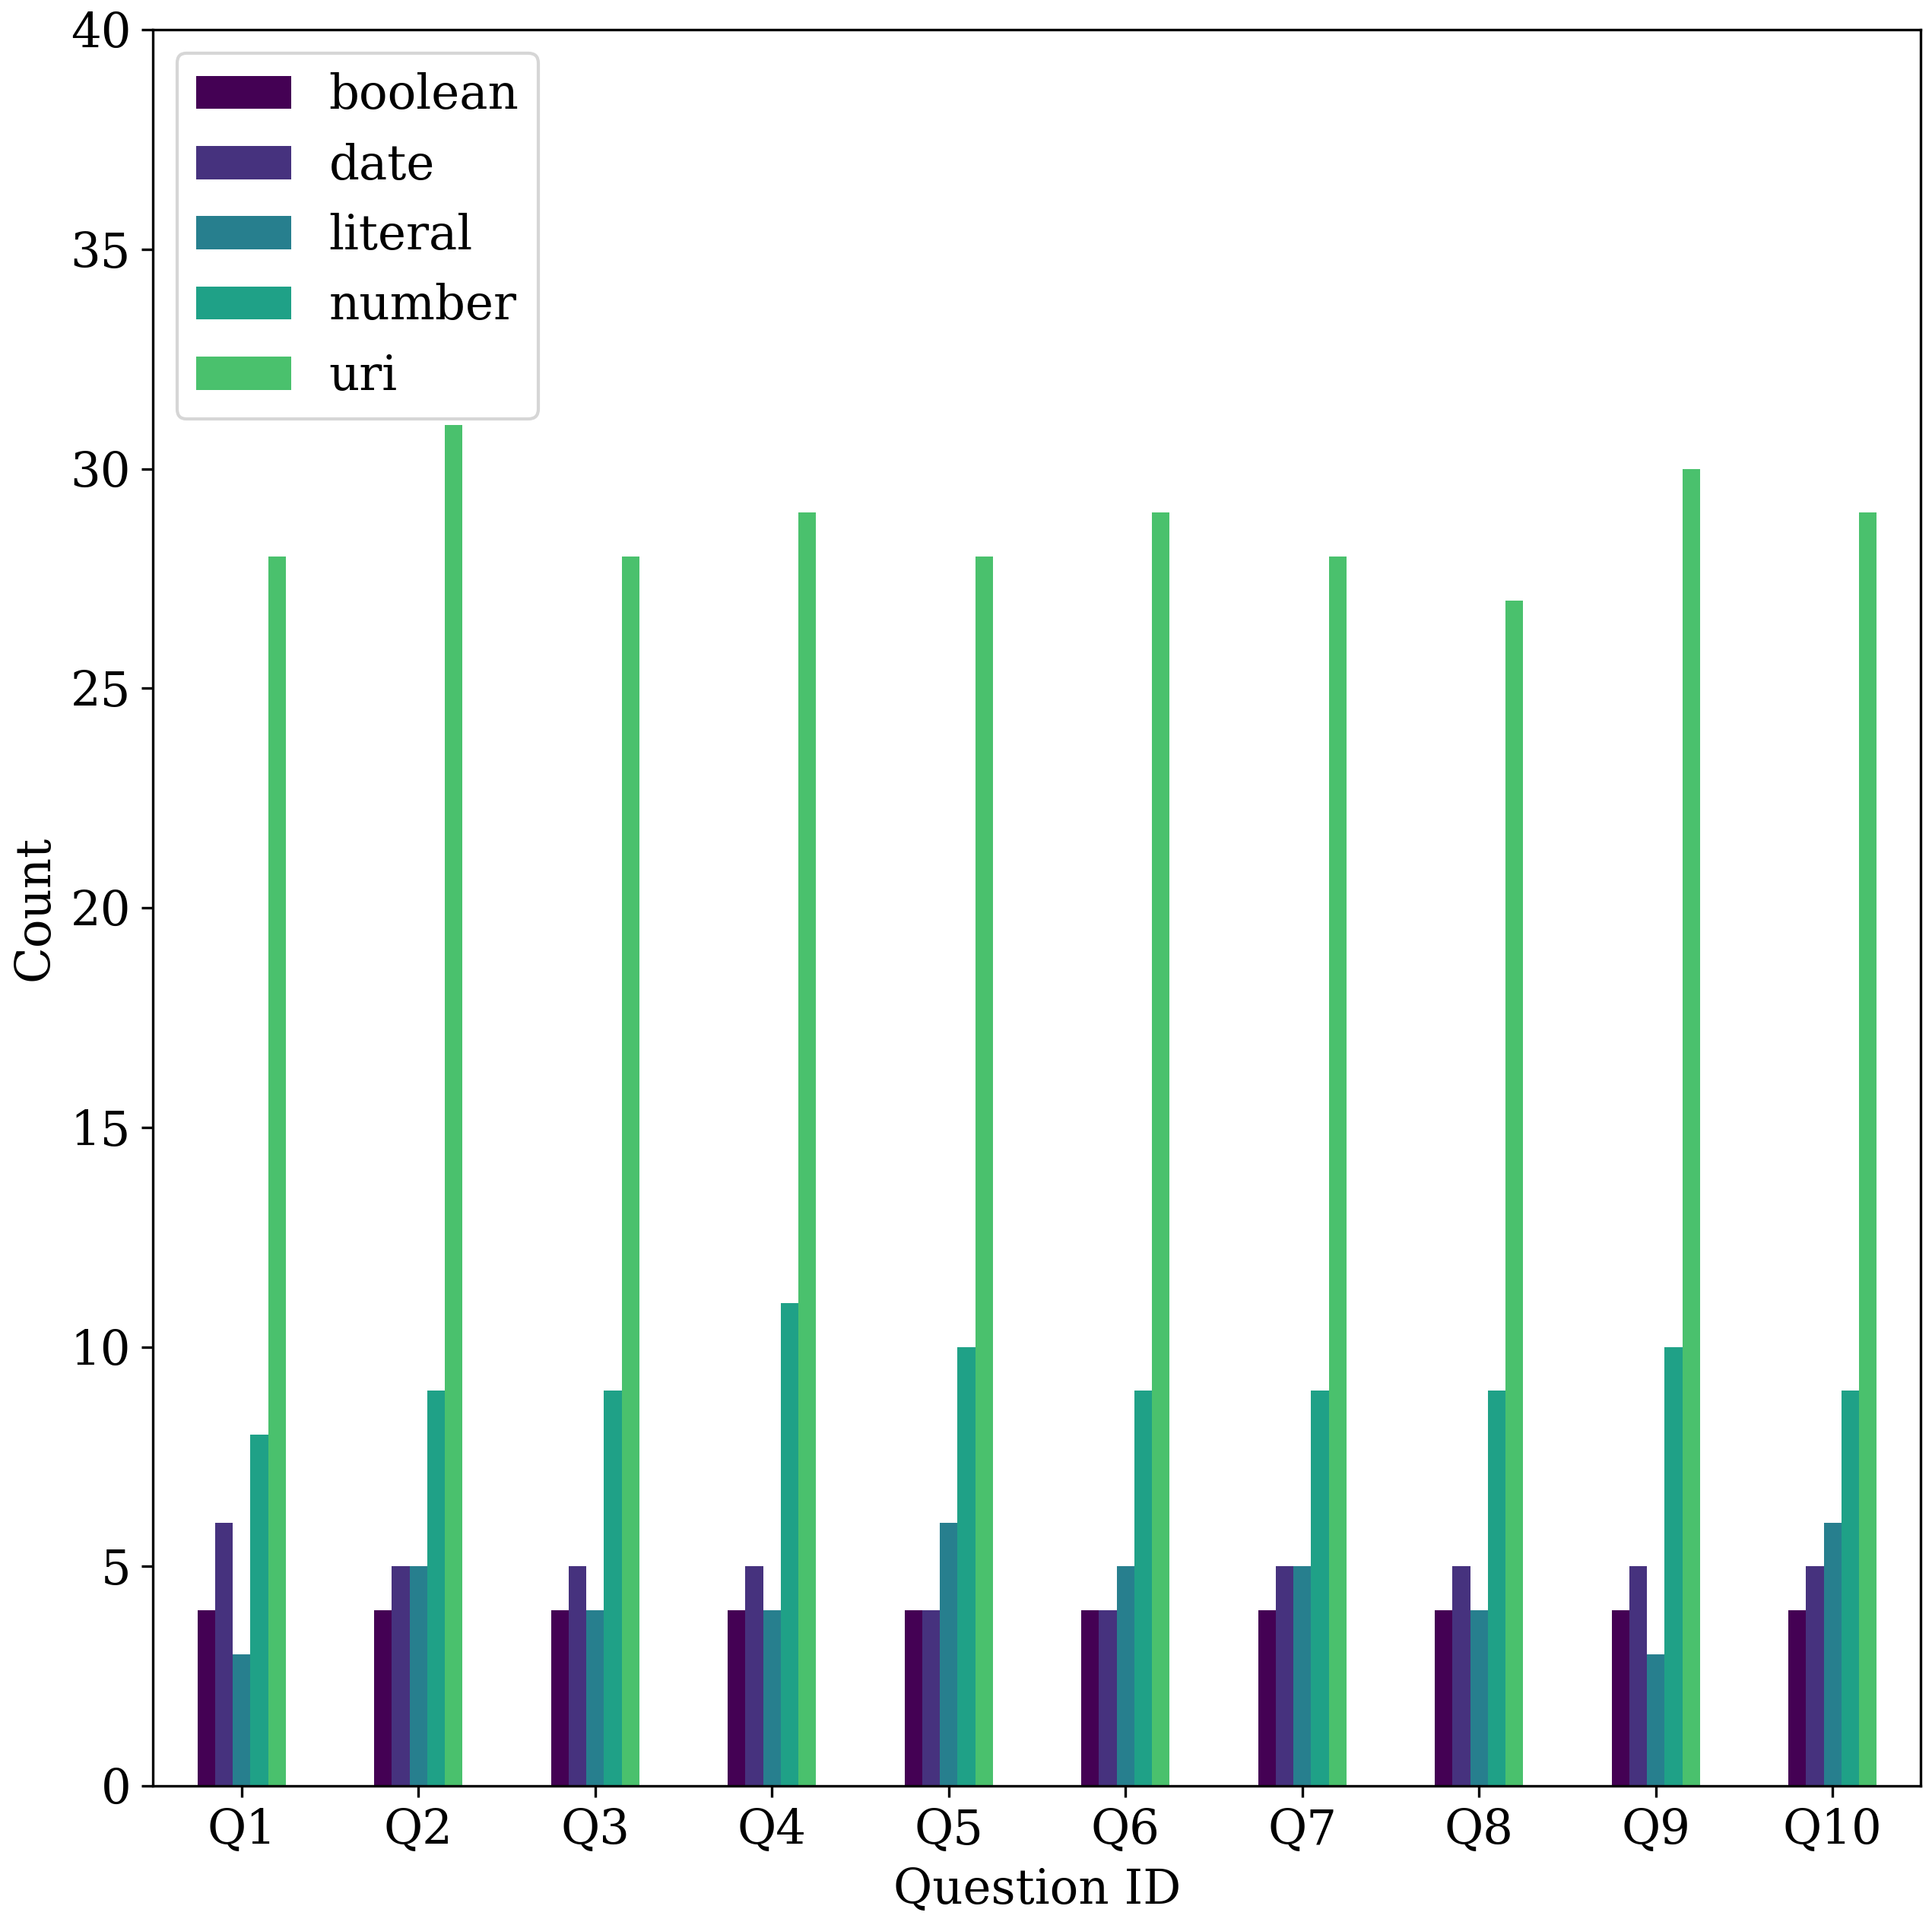 40
35
30
25
20
15
10
5
0
Count
boolean
date
literal
number
uri
Q1 Q2 Q3 Q4 Q5 Q6 Q7 Q8 Q9 Q10
Question ID